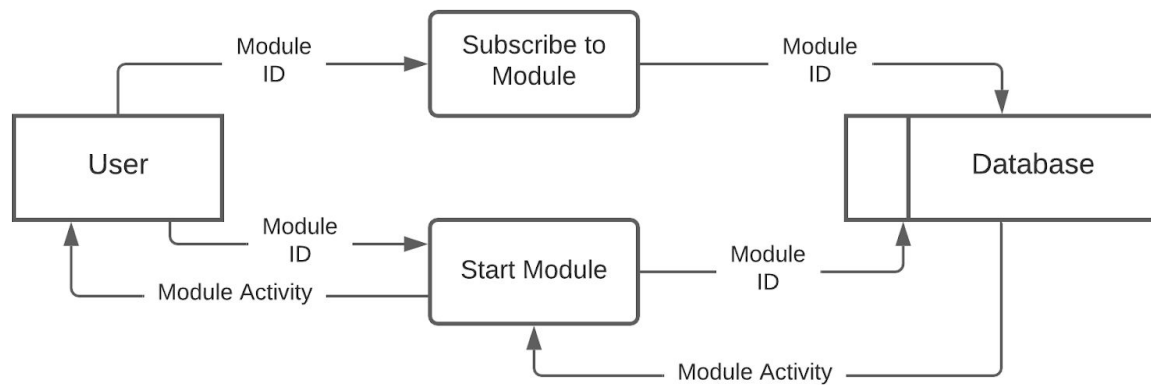 Module
ID
Subscribe to
Module
Module
ID
User
Database
Module
ID
Start Module
Module
ID
Module Activity
Module Activity